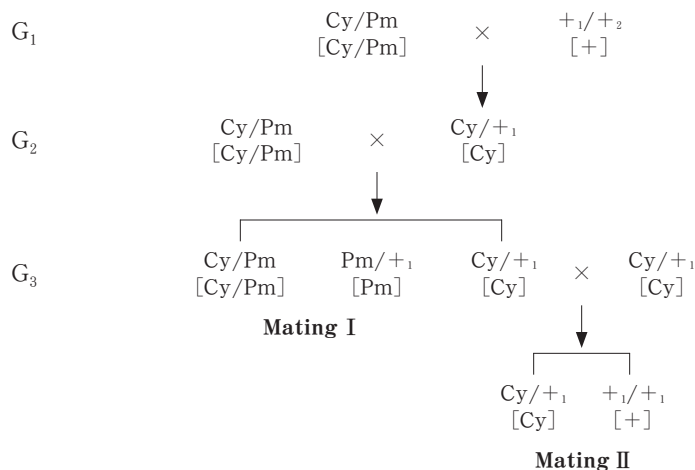 G₁ Cy/Pm × +₁/+₂
[Cy/Pm] [+]
G₂ Cy/Pm × Cy/+₁
[Cy/Pm] [Cy]
G₃ Cy/Pm Pm/+₁ Cy/+₁ × Cy/+₁
[Cy/Pm] [Pm] [Cy] [Cy]
Mating Ⅰ
Cy/+₁ +₁/+₁
[Cy] [+]
Mating Ⅱ